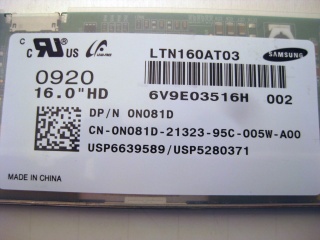 c RU US LTN160AT03 SAMSUNG
0920
16.0"HD 6V9E03516H 002
DP/N 0N081D
CN-0N081D-21323-95C-005W-A00
USP6639589/USP5280371
MADE IN CHINA